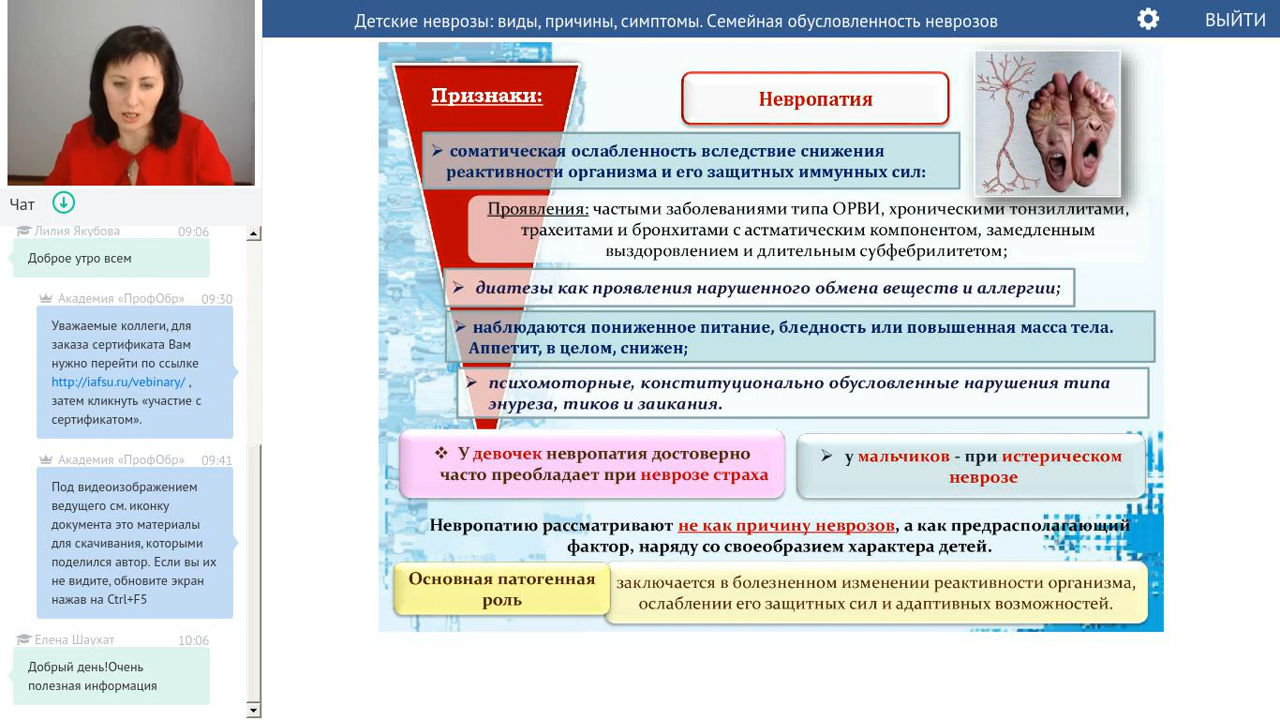 Детские неврозы: виды, причины, симптомы. Семейная обусловленность неврозов
ВЫЙТИ
Чат
Лилия Якубова 09:06
Доброе утро всем
Академия «ПрофОбр» 09:30
Уважаемые коллеги, для
заказа сертификата Вам
нужно перейти по ссылке
http://iafsu.ru/vebinary/ ,
затем кликнуть «участие с
сертификатом».
Академия «ПрофОбр» 09:41
Под видеоизображением
ведущего см. иконку
документа это материалы
для скачивания, которыми
поделился автор. Если вы их
не видите, обновите экран
нажав на Ctrl+F5
Елена Шаухат 10:06
Добрый день!Очень
полезная информация
Признаки:
Невропатия
соматическая ослабленность вследствие снижения
реактивности организма и его защитных иммунных сил:
Проявления: частыми заболеваниями типа ОРВИ, хроническими тонзиллитами,
трахеитами и бронхитами с астматическим компонентом, замедленным
выздоровлением и длительным субфебрилитетом;
диатезы как проявления нарушенного обмена веществ и аллергии;
наблюдаются пониженное питание, бледность или повышенная масса тела.
Аппетит, в целом, снижен;
психомоторные, конституционально обусловленные нарушения типа
энуреза, тиков и заикания.
У девочек невропатия достоверно
часто преобладает при неврозе страха
у мальчиков - при истерическом
неврозе
Невропатию рассматривают не как причину неврозов, а как предрасполагающий
фактор, наряду со своеобразием характера детей.
Основная патогенная
роль
заключается в болезненном изменении реактивности организма,
ослаблении его защитных сил и адаптивных возможностей.